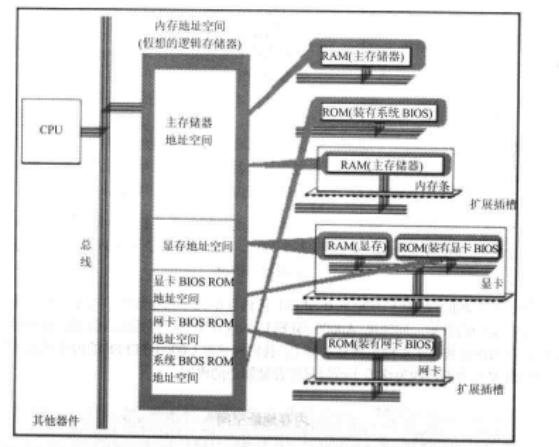 内存地址空间
(假想的逻辑存储器)
RAM(主存储器)
CPU
主存储器
地址空间
ROM(装有系统 BIOS)
RAM(主存储器)
内存条
扩展插槽
总
线
显存地址空间
RAM(显存)
ROM(装有显卡 BIOS)
显卡
显卡 BIOS ROM
地址空间
网卡 BIOS ROM
地址空间
ROM(装有网卡 BIOS)
网卡
系统 BIOS ROM
地址空间
扩展插槽
其他器件